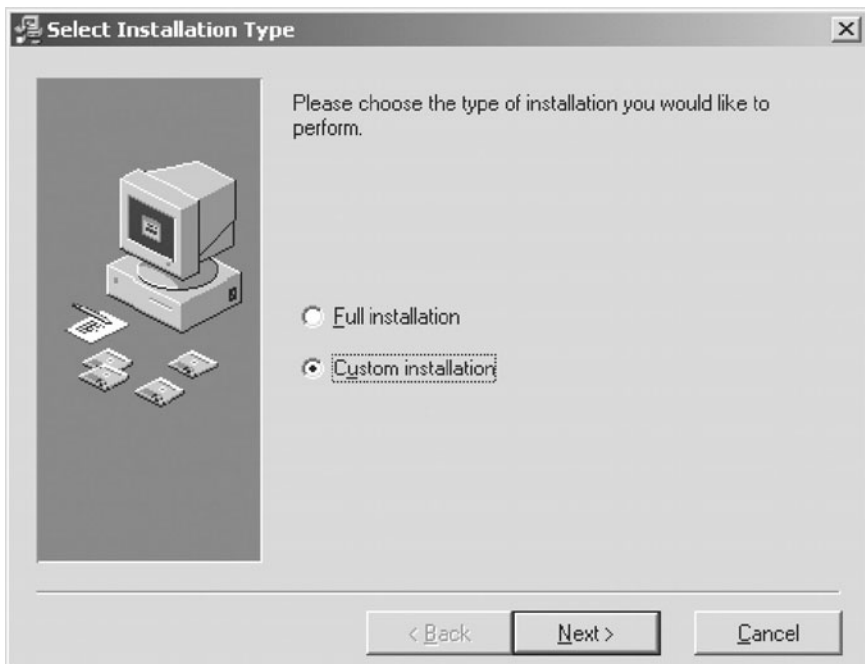 Select Installation Type
Please choose the type of installation you would like to
perform.
Full installation
Custom installation
< Back
Next >
Cancel